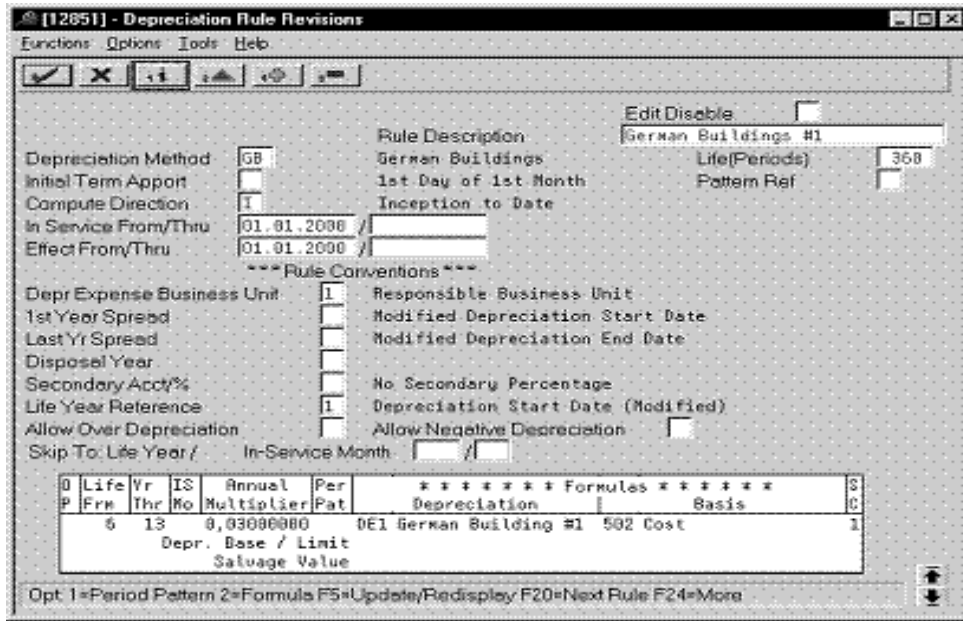 [12851] - Depreciation Rule Revisions
Functions Options Tools Help
Edit Disable
Rule Description German Buildings #1
Depreciation Method GB German Buildings Life(Periods) 360
Initial Term Apport 1st Day of 1st Month Pattern Ref
Compute Direction I Inception to Date
In Service From/Thru 01.01.2000 /
Effect From/Thru 01.01.2000 /
*** Rule Conventions ***
Depr Expense Business Unit 1 Responsible Business Unit
1st Year Spread Modified Depreciation Start Date
Last Yr Spread Modified Depreciation End Date
Disposal Year
Secondary Acct/% No Secondary Percentage
Life Year Reference 1 Depreciation Start Date (Modified)
Allow Over Depreciation Allow Negative Depreciation
Skip To: Life Year / In-Service Month /
O Life Yr IS Annual Per * * * * * * * Formulas * * * * * * S
P Frm Thr Mo Multiplier Pat Depreciation | Basis C
6 13 0,03000000 DE1 German Building #1 502 Cost 1
Depr. Base / Limit
Salvage Value
Opt: 1=Period Pattern 2=Formula F5=Update/Redisplay F20=Next Rule F24=More